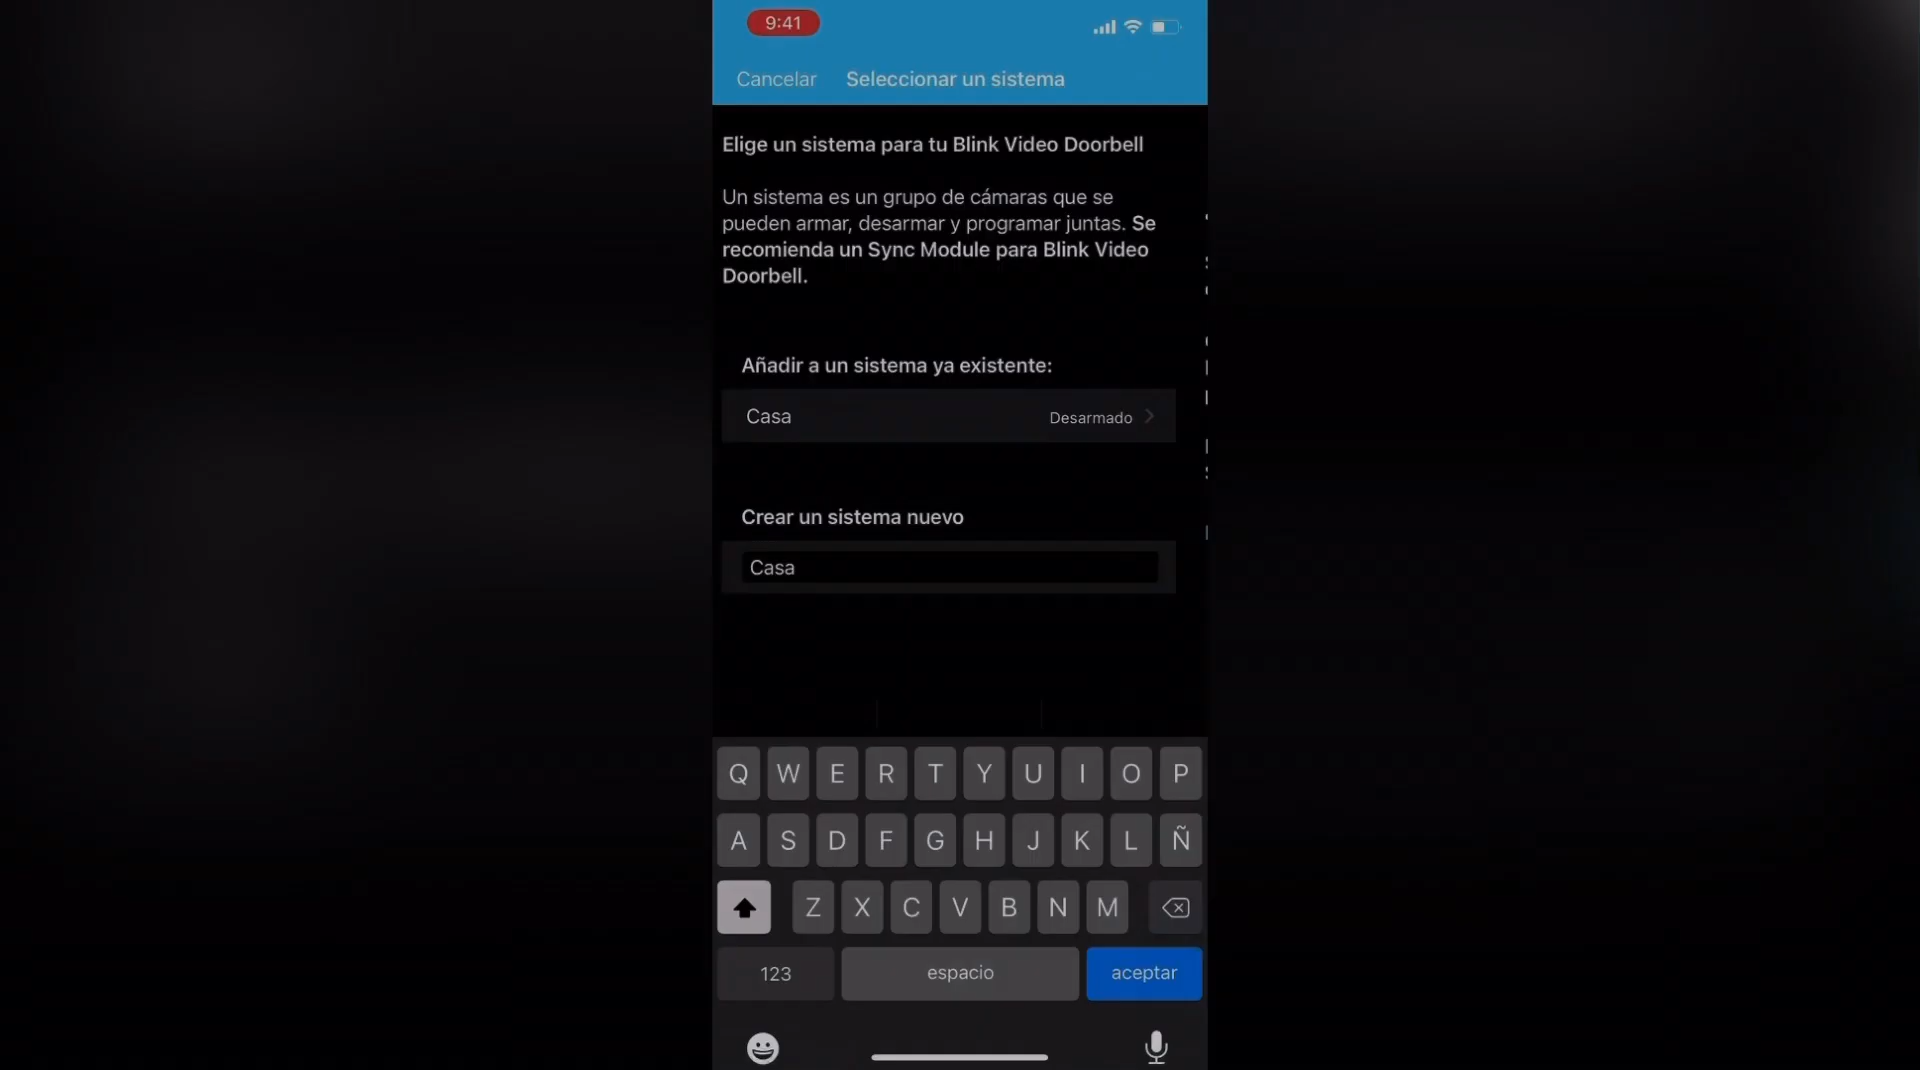 9:41
Cancelar Seleccionar un sistema
Elige un sistema para tu Blink Video Doorbell
Un sistema es un grupo de cámaras que se
pueden armar, desarmar y programar juntas. Se
recomienda un Sync Module para Blink Video
Doorbell.
Añadir a un sistema ya existente:
Casa Desarmado
Crear un sistema nuevo
Casa
Q W E R T Y U I O P
A S D F G H J K L Ñ
Z X C V B N M
123 espacio aceptar